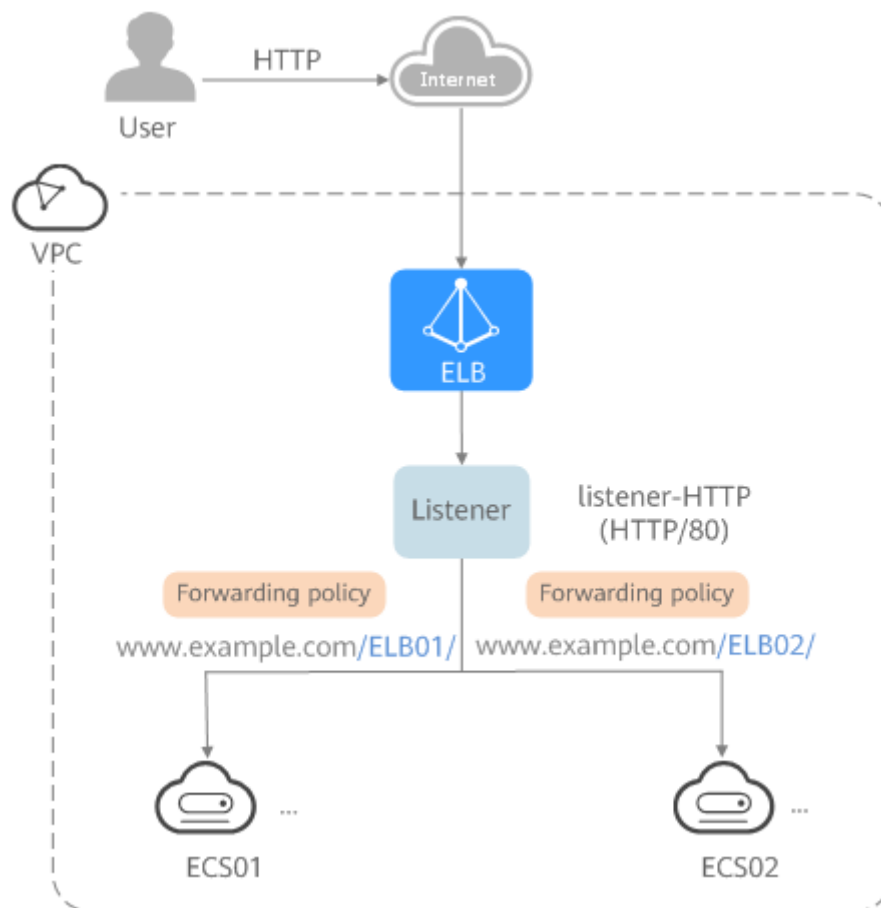 HTTP
Internet
User
VPC
ELB
Listener
listener-HTTP
(HTTP/80)
Forwarding policy
Forwarding policy
www.example.com/ELB01/
www.example.com/ELB02/
...
...
ECS01
ECS02